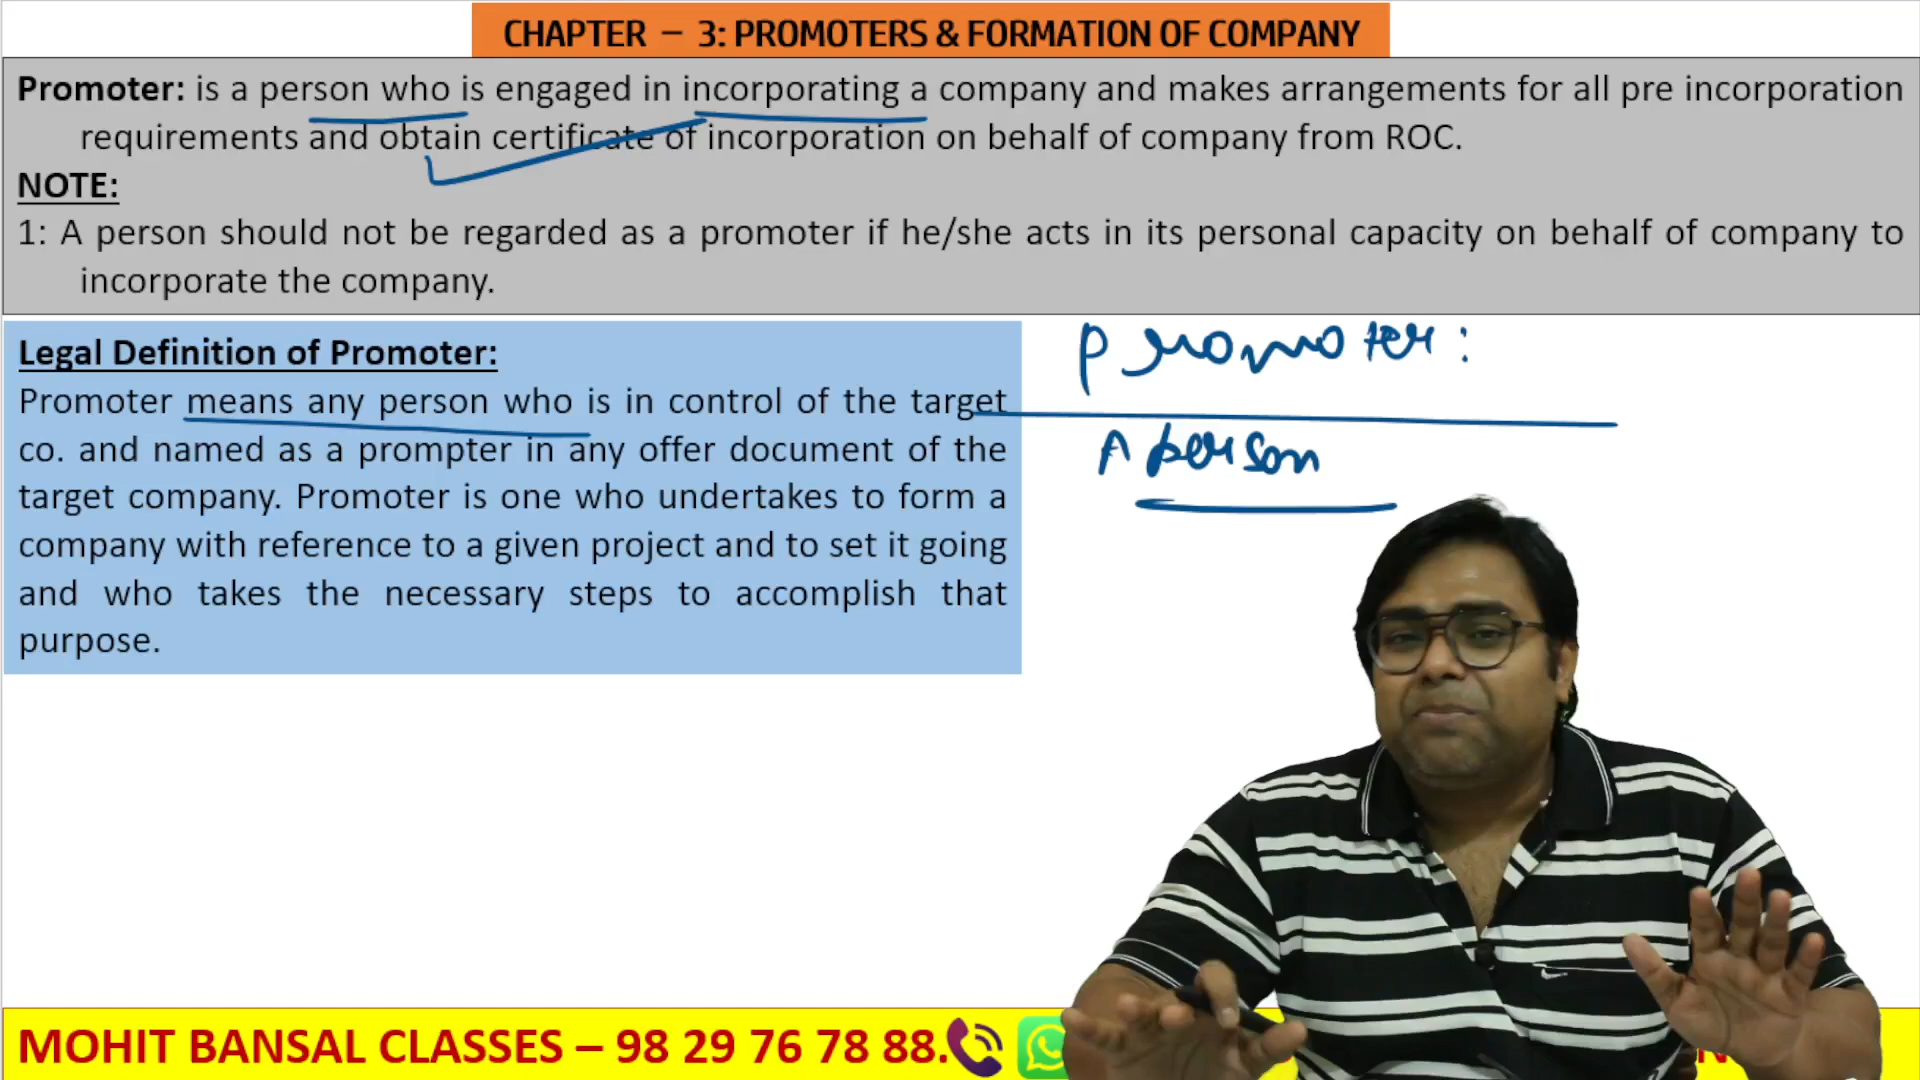 CHAPTER – 3: PROMOTERS & FORMATION OF COMPANY
Promoter: is a person who is engaged in incorporating a company and makes arrangements for all pre incorporation
requirements and obtain certificate of incorporation on behalf of company from ROC.
NOTE:
1: A person should not be regarded as a promoter if he/she acts in its personal capacity on behalf of company to
incorporate the company.
Legal Definition of Promoter:
Promoter means any person who is in control of the target
co. and named as a prompter in any offer document of the
target company. Promoter is one who undertakes to form a
company with reference to a given project and to set it going
and who takes the necessary steps to accomplish that
purpose.
Promoter:
A person
MOHIT BANSAL CLASSES – 98 29 76 78 88.